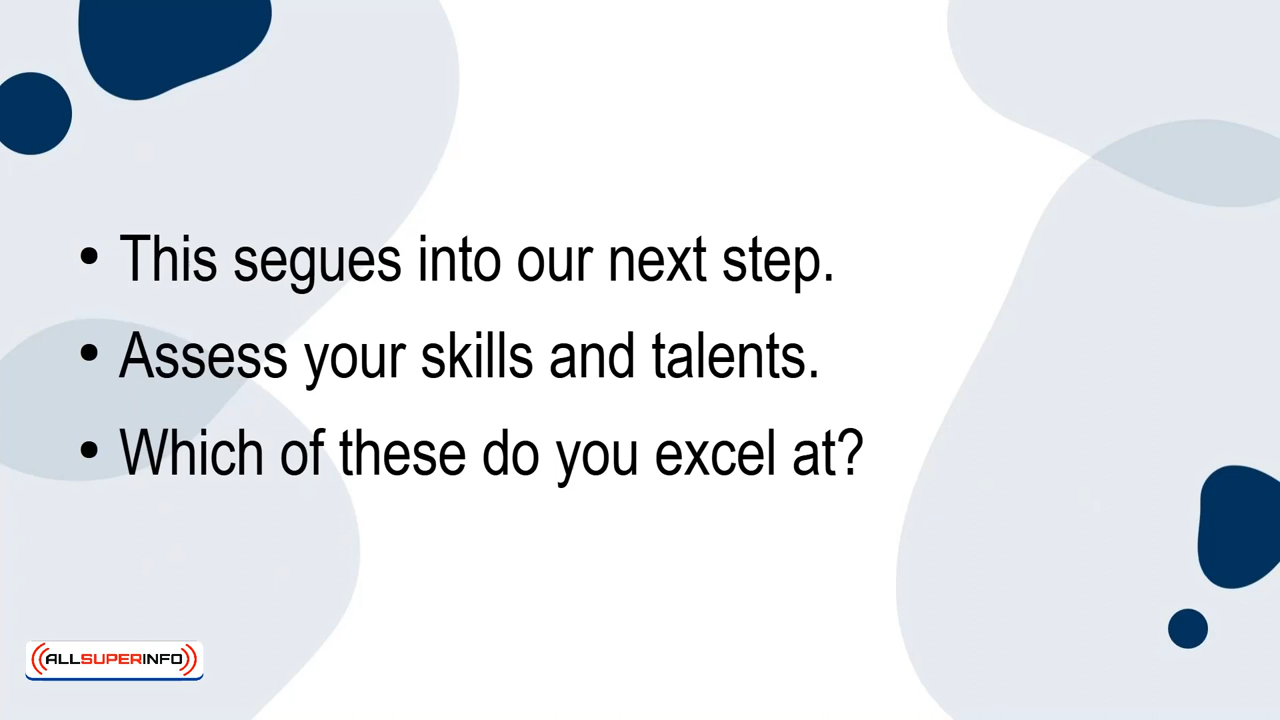 • This segues into our next step.
• Assess your skills and talents.
• Which of these do you excel at?
ALLSUPERINFO